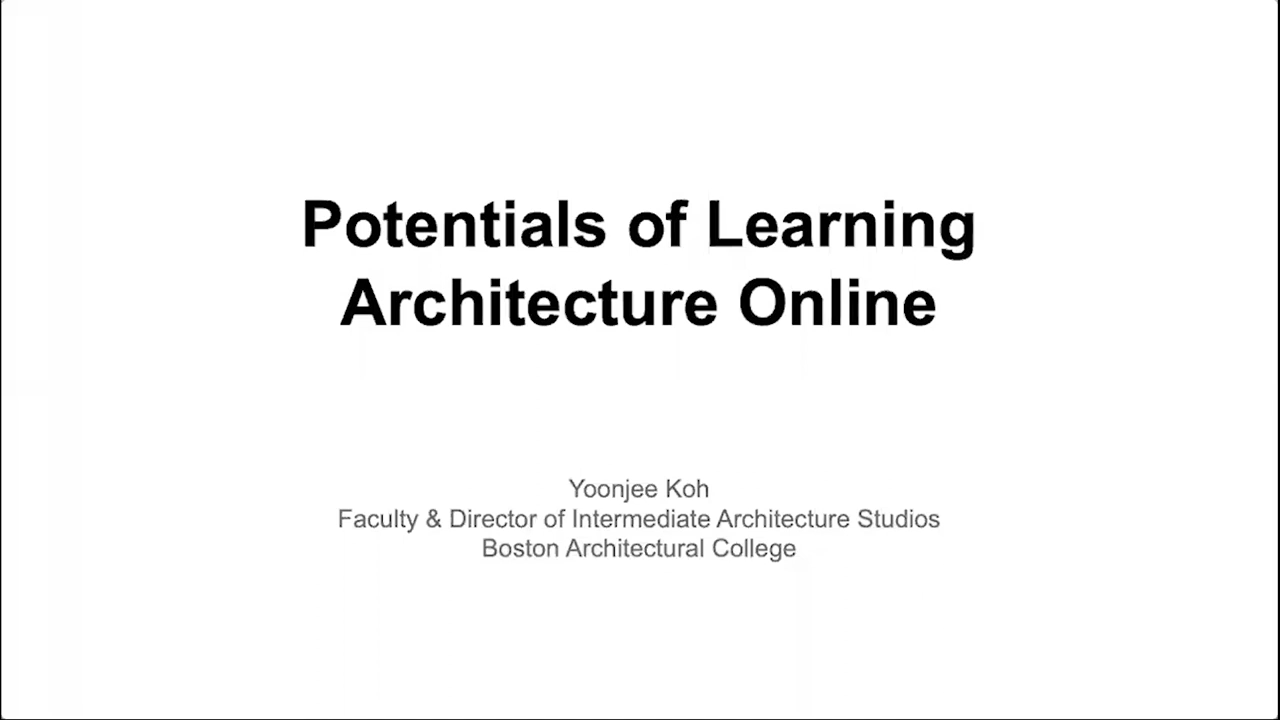 Potentials of Learning
Architecture Online
Yoonjee Koh
Faculty & Director of Intermediate Architecture Studios
Boston Architectural College